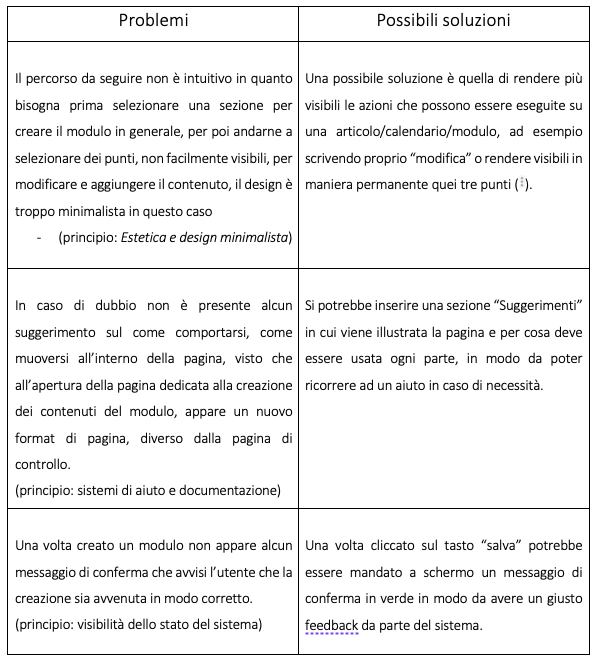 Problemi
Possibili soluzioni
Il percorso da seguire non è intuitivo in quanto
bisogna prima selezionare una sezione per
creare il modulo in generale, per poi andarne a
selezionare dei punti, non facilmente visibili, per
modificare e aggiungere il contenuto, il design è
troppo minimalista in questo caso
- (principio: Estetica e design minimalista)
Una possibile soluzione è quella di rendere più
visibili le azioni che possono essere eseguite su
una articolo/calendario/modulo, ad esempio
scrivendo proprio “modifica” o rendere visibili in
maniera permanente quei tre punti (⋮).
In caso di dubbio non è presente alcun
suggerimento sul come comportarsi, come
muoversi all’interno della pagina, visto che
all’apertura della pagina dedicata alla creazione
dei contenuti del modulo, appare un nuovo
format di pagina, diverso dalla pagina di
controllo.
(principio: sistemi di aiuto e documentazione)
Si potrebbe inserire una sezione “Suggerimenti”
in cui viene illustrata la pagina e per cosa deve
essere usata ogni parte, in modo da poter
ricorrere ad un aiuto in caso di necessità.
Una volta creato un modulo non appare alcun
messaggio di conferma che avvisi l’utente che la
creazione sia avvenuta in modo corretto.
(principio: visibilità dello stato del sistema)
Una volta cliccato sul tasto “salva” potrebbe
essere mandato a schermo un messaggio di
conferma in verde in modo da avere un giusto
feedback da parte del sistema.